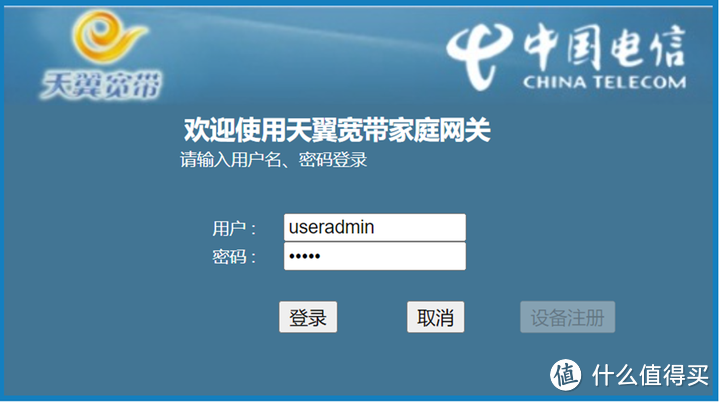 天翼宽带
中国电信
CHINA TELECOM
欢迎使用天翼宽带家庭网关
请输入用户名、密码登录
用户： useradmin
密码： •••••
登录 取消 设备注册
值 什么值得买